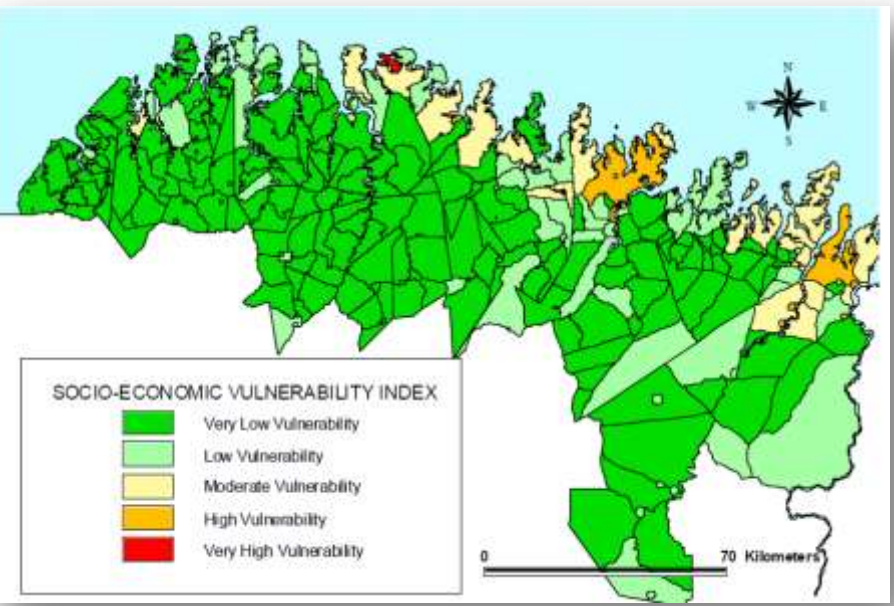 N
W E
S
SOCIO-ECONOMIC VULNERABILITY INDEX
Very Low Vulnerability
Low Vulnerability
Moderate Vulnerability
High Vulnerability
Very High Vulnerability
0 70 Kilometers